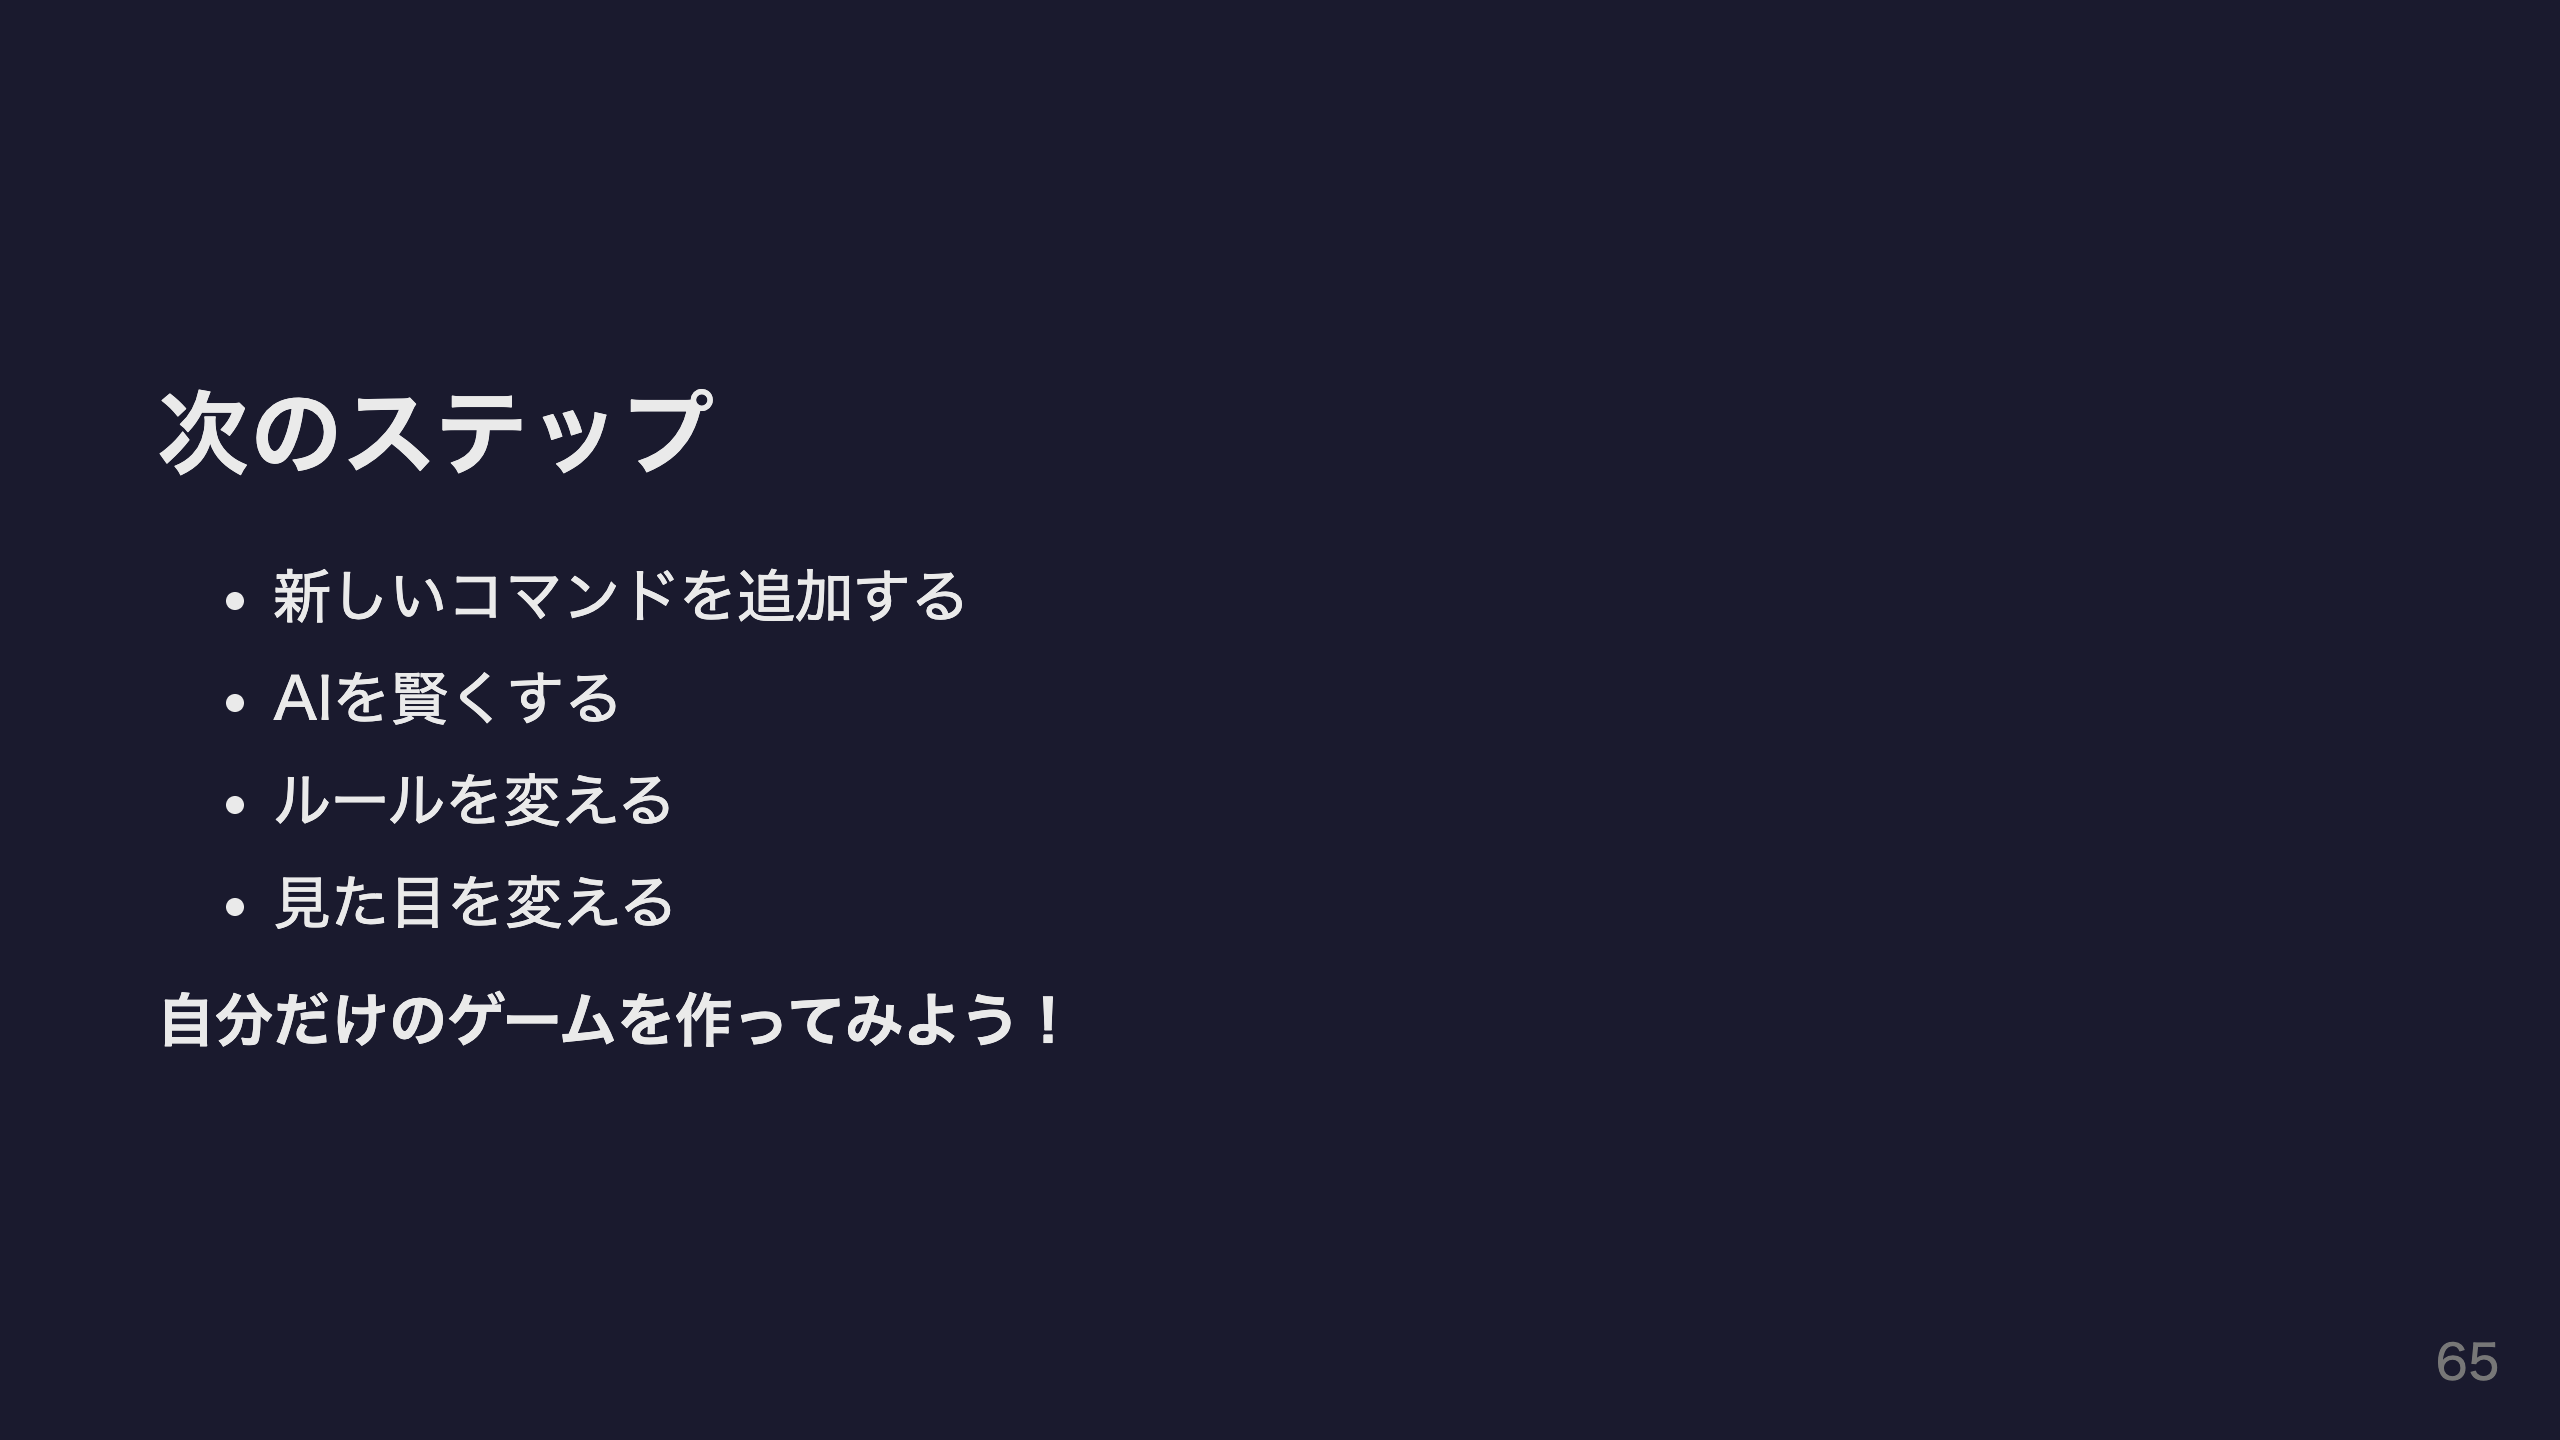 次のステップ
• 新しいコマンドを追加する
• AIを賢くする
• ルールを変える
• 見た目を変える
自分だけのゲームを作ってみよう！
65